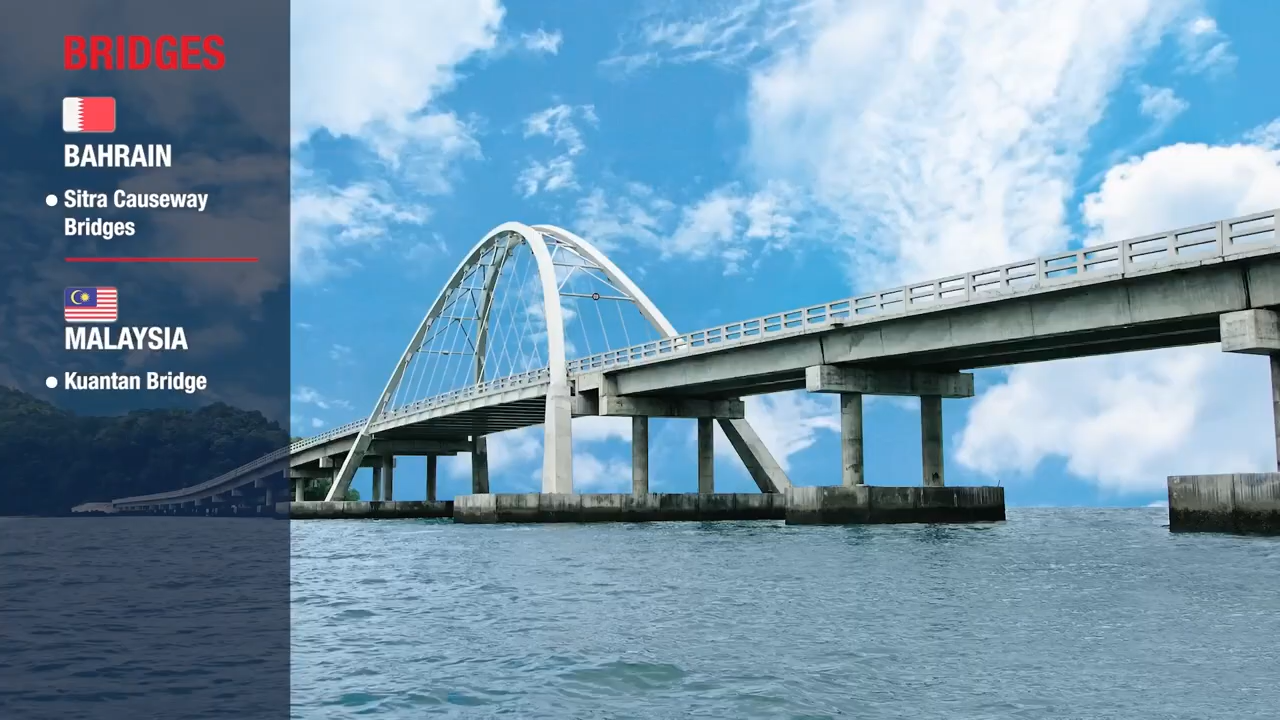 BRIDGES
BAHRAIN
Sitra Causeway
Bridges
MALAYSIA
Kuantan Bridge